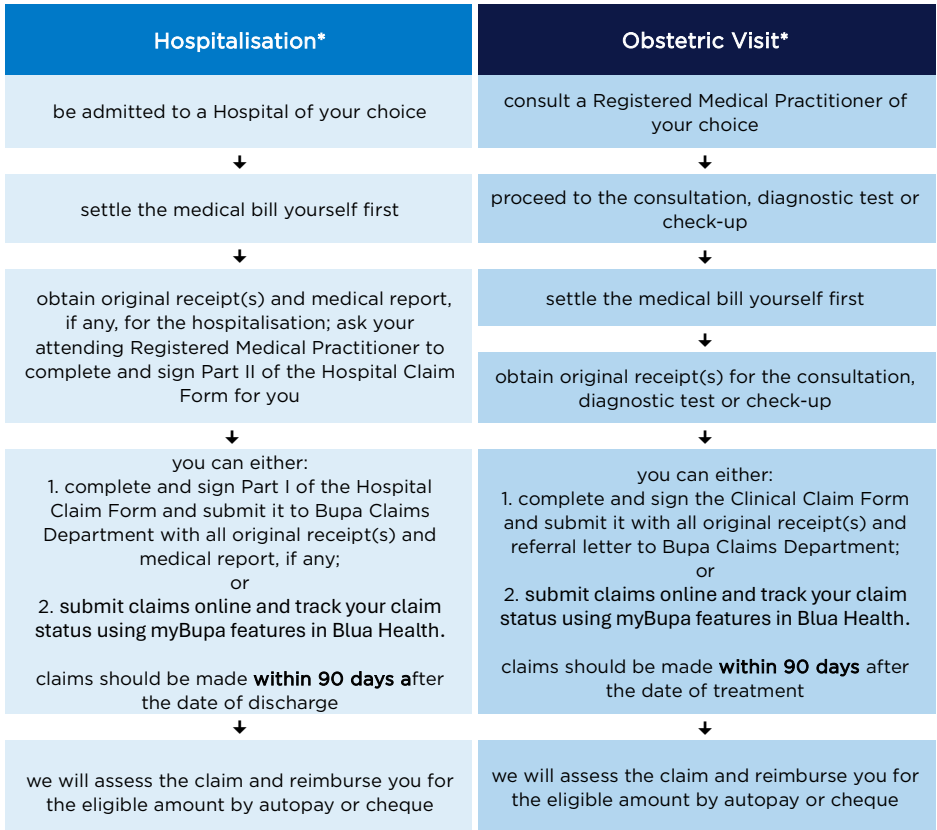 Hospitalisation*
be admitted to a Hospital of your choice
settle the medical bill yourself first
obtain original receipt(s) and medical report,
if any, for the hospitalisation; ask your
attending Registered Medical Practitioner to
complete and sign Part II of the Hospital Claim
Form for you
you can either:
1. complete and sign Part I of the Hospital
Claim Form and submit it to Bupa Claims
Department with all original receipt(s) and
medical report, if any;
or
2. submit claims online and track your claim
status using myBupa features in Blua Health.
claims should be made within 90 days after
the date of discharge
we will assess the claim and reimburse you for
the eligible amount by autopay or cheque
Obstetric Visit*
consult a Registered Medical Practitioner of
your choice
proceed to the consultation, diagnostic test or
check-up
settle the medical bill yourself first
obtain original receipt(s) for the consultation,
diagnostic test or check-up
you can either:
1. complete and sign the Clinical Claim Form
and submit it with all original receipt(s) and
referral letter to Bupa Claims Department;
or
2. submit claims online and track your claim
status using myBupa features in Blua Health.
claims should be made within 90 days after
the date of treatment
we will assess the claim and reimburse you for
the eligible amount by autopay or cheque